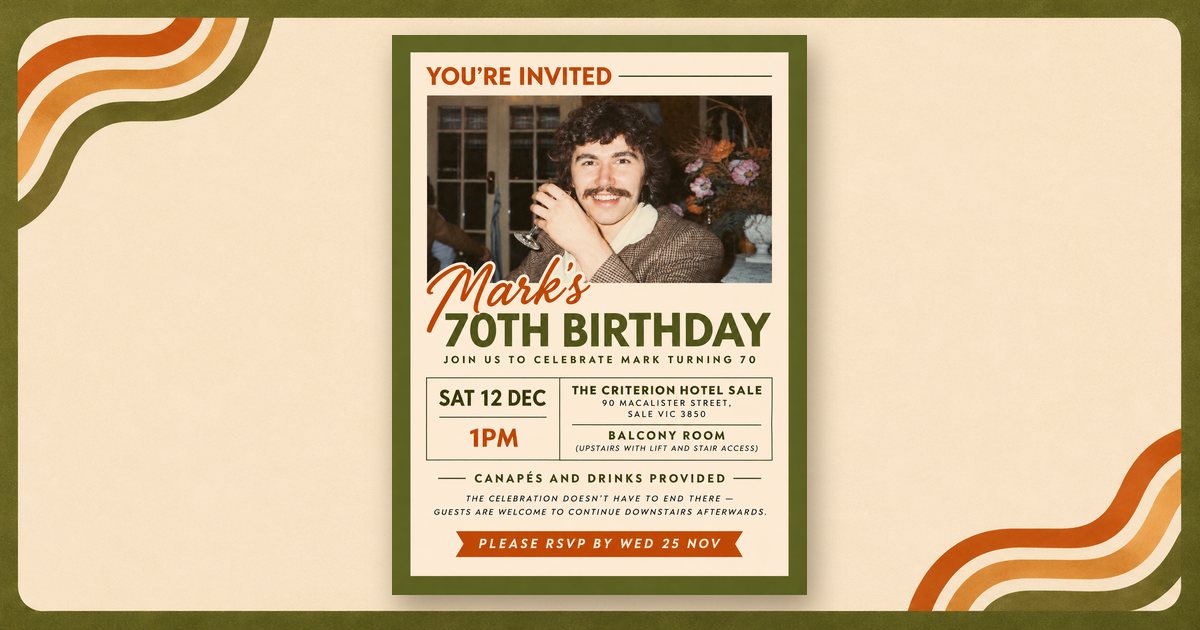 YOU'RE INVITED
Mark's
70TH BIRTHDAY
JOIN US TO CELEBRATE MARK TURNING 70
SAT 12 DEC
1PM
THE CRITERION HOTEL SALE
90 MACALISTER STREET,
SALE VIC 3850
BALCONY ROOM
(UPSTAIRS WITH LIFT AND STAIR ACCESS)
CANAPÉS AND DRINKS PROVIDED
THE CELEBRATION DOESN'T HAVE TO END THERE –
GUESTS ARE WELCOME TO CONTINUE DOWNSTAIRS AFTERWARDS.
PLEASE RSVP BY WED 25 NOV